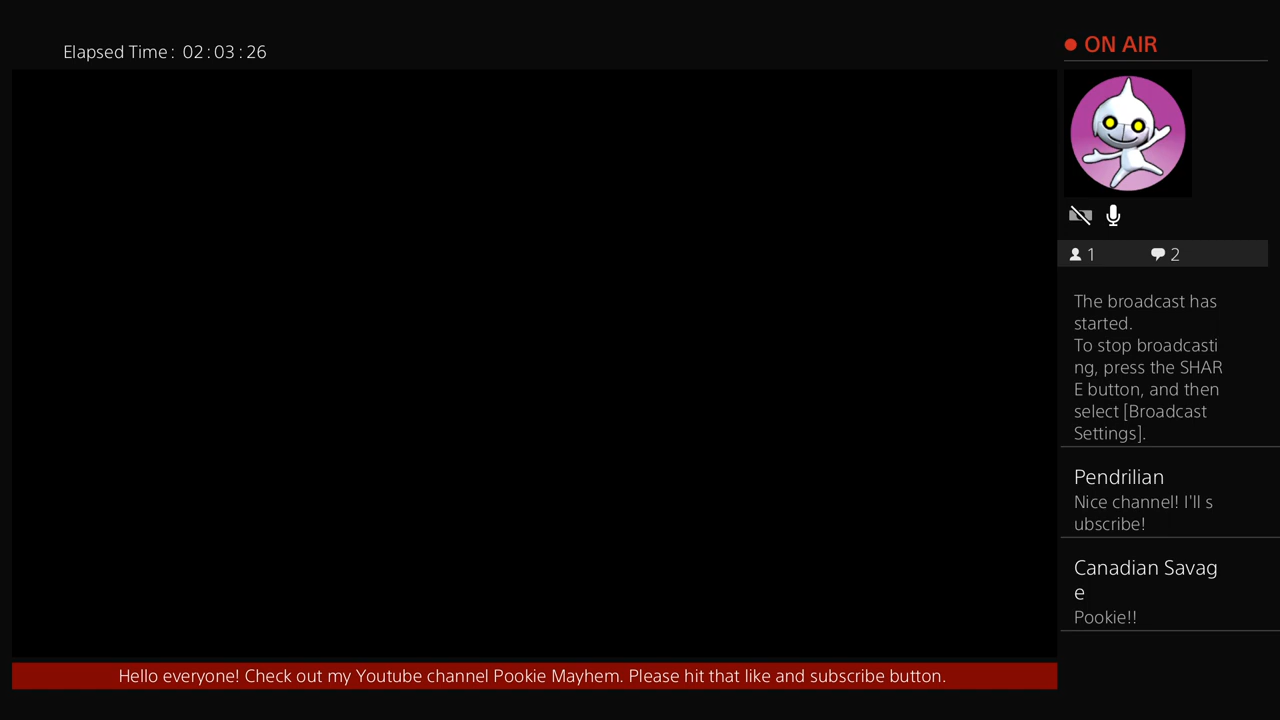 Elapsed Time: 02:03:26
ON AIR
1 2
The broadcast has
started.
To stop broadcasti
ng, press the SHAR
E button, and then
select [Broadcast
Settings].
Pendrilian
Nice channel! I'll s
ubscribe!
Canadian Savag
e
Pookie!!
Hello everyone! Check out my Youtube channel Pookie Mayhem. Please hit that like and subscribe button.